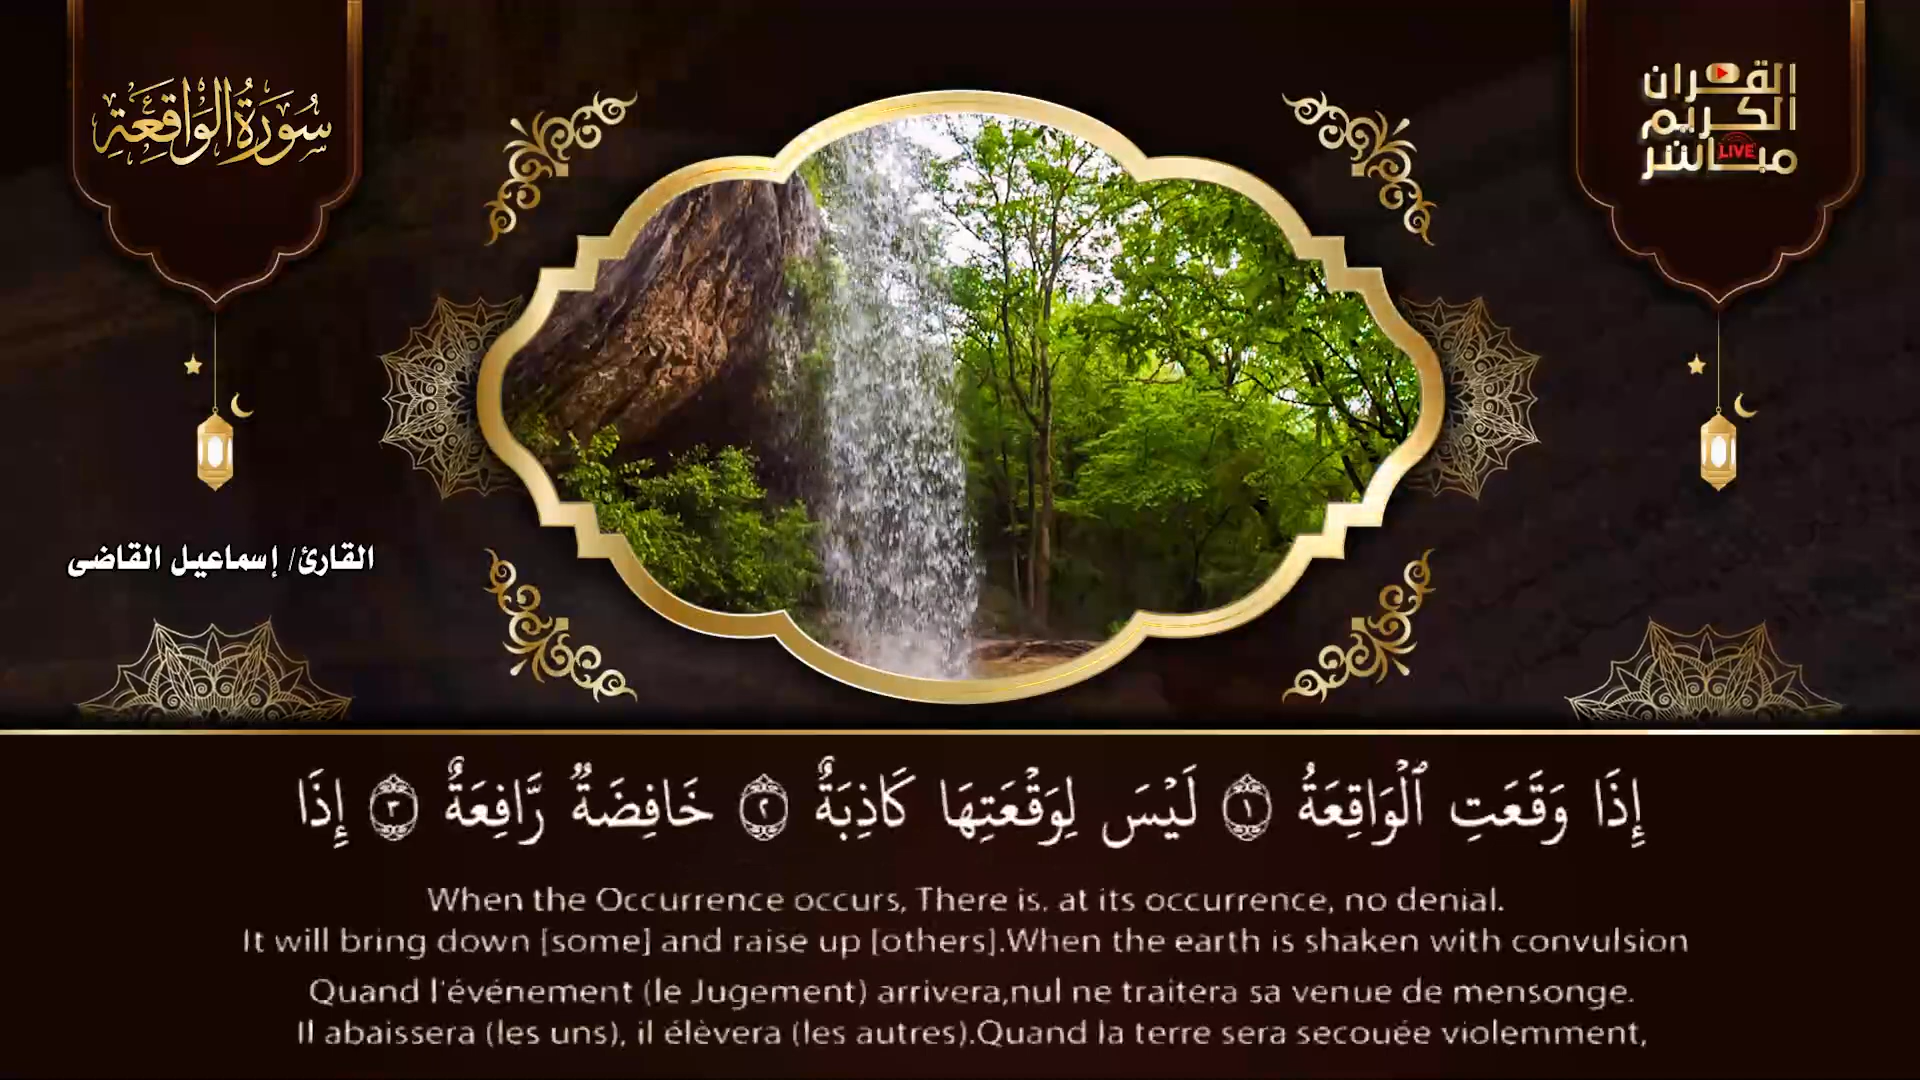 سُورَةُ الوَاقِعَةِ
القرآن
الكريم
مباشر
LIVE
القارئ/ إسماعيل القاضى
إِذَا وَقَعَتِ ٱلْوَاقِعَةُ ١ لَيْسَ لِوَقْعَتِهَا كَاذِبَةٌ ٢ خَافِضَةٌ رَّافِعَةٌ ٣ إِذَا
When the Occurrence occurs, There is, at its occurrence, no denial.
It will bring down [some] and raise up [others].When the earth is shaken with convulsion
Quand l'événement (le Jugement) arrivera,nul ne traitera sa venue de mensonge.
Il abaissera (les uns), il élèvera (les autres).Quand la terre sera secouée violemment,